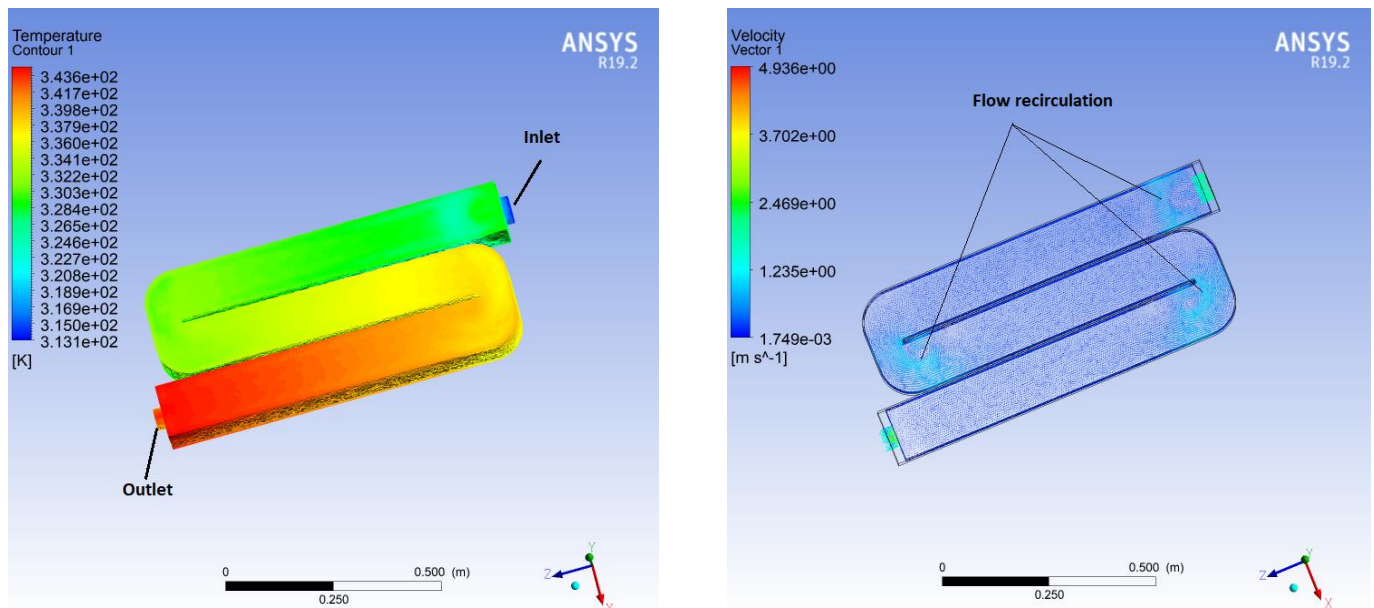 Temperature
Contour 1
3.436e+02
3.417e+02
3.398e+02
3.379e+02
3.360e+02
3.341e+02
3.322e+02
3.303e+02
3.284e+02
3.265e+02
3.246e+02
3.227e+02
3.208e+02
3.189e+02
3.169e+02
3.150e+02
3.131e+02
[K]
ANSYS
R19.2
Inlet
Outlet
0 0.500 (m)
0.250
Y
Z
X
Velocity
Vector 1
4.936e+00
3.702e+00
2.469e+00
1.235e+00
1.749e-03
[m s^-1]
ANSYS
R19.2
Flow recirulation
0 0.500 (m)
0.250
Y
Z
X